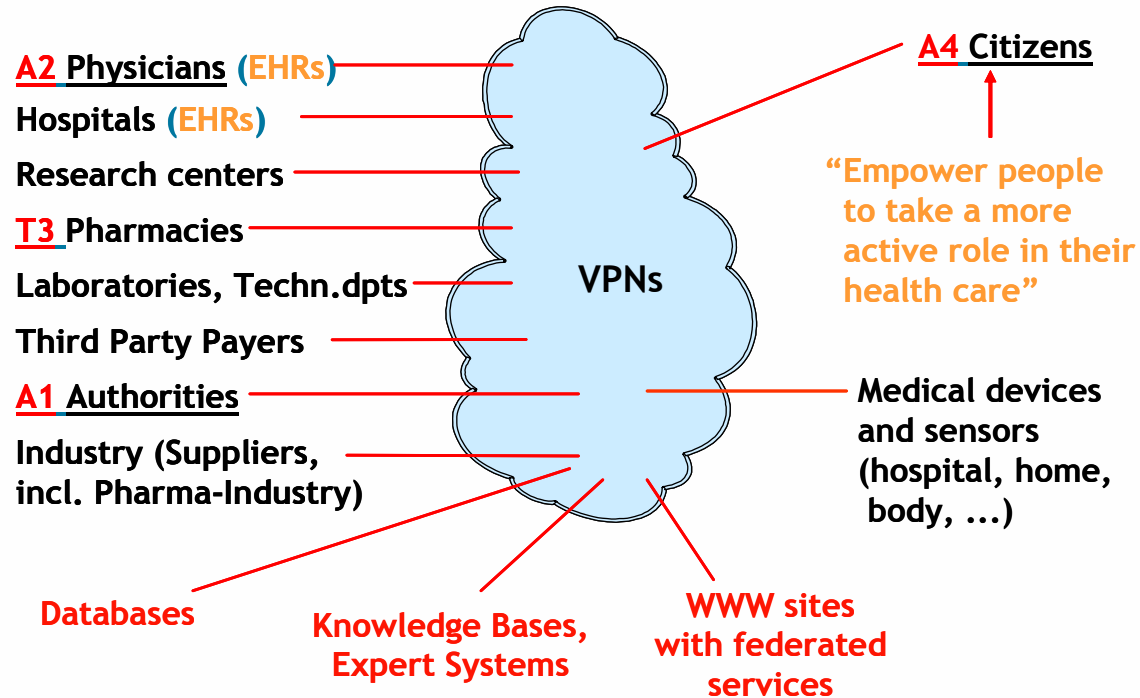 A2 Physicians (EHRs)
Hospitals (EHRs)
Research centers
T3 Pharmacies
Laboratories, Techn.dpts
Third Party Payers
A1 Authorities
Industry (Suppliers,
incl. Pharma-Industry)
VPNs
A4 Citizens
“Empower people
to take a more
active role in their
health care”
Medical devices
and sensors
(hospital, home,
body, ...)
Databases
Knowledge Bases,
Expert Systems
WWW sites
with federated
services